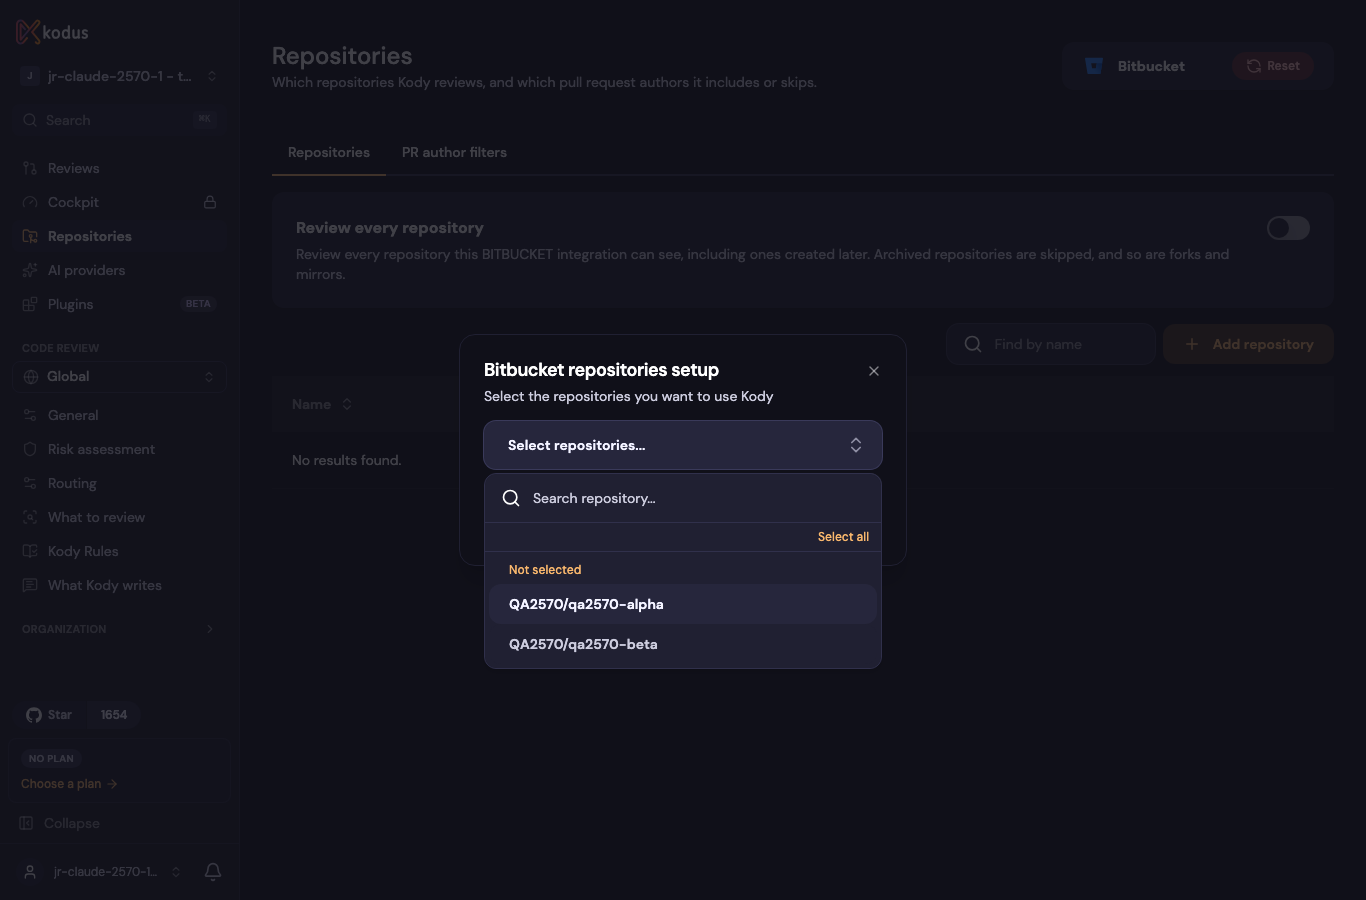 kodus
J jr-claude-2570-1 - t...
Search ⌘K
Reviews
Cockpit
Repositories
AI providers
Plugins BETA
CODE REVIEW
Global
General
Risk assessment
Routing
What to review
Kody Rules
What Kody writes
ORGANIZATION
Star 1654
NO PLAN
Choose a plan →
Collapse
jr-claude-2570-1...
Repositories
Which repositories Kody reviews, and which pull request authors it includes or skips.
Bitbucket Reset
Repositories PR author filters
Review every repository
Review every repository this BITBUCKET integration can see, including ones created later. Archived repositories are skipped, and so are forks and
mirrors.
Find by name + Add repository
Name
No results found.
Bitbucket repositories setup
Select the repositories you want to use Kody
Select repositories...
Search repository...
Select all
Not selected
QA2570/qa2570-alpha
QA2570/qa2570-beta